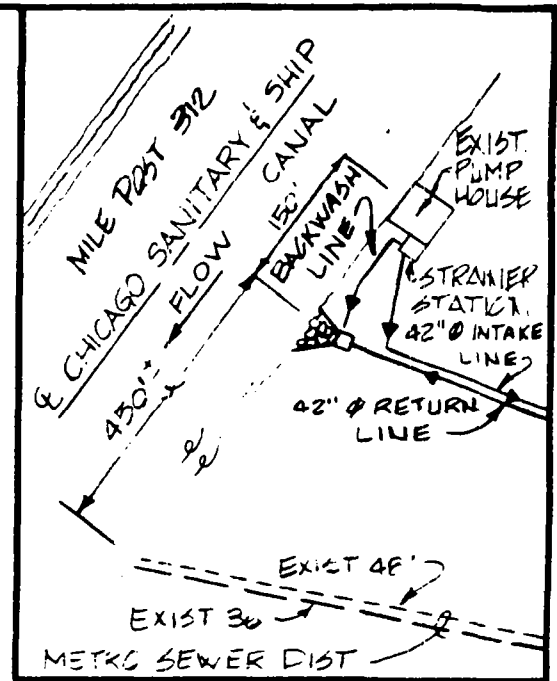 MILE POST 312
℄ CHICAGO SANITARY & SHIP
CANAL
FLOW
150'
450'±
BACKWASH
LINE
EXIST.
PUMP
HOUSE
STRAINER
STATION
42"Ø INTAKE
LINE
42"Ø RETURN
LINE
EXIST 48"
EXIST 36
METRO SEWER DIST